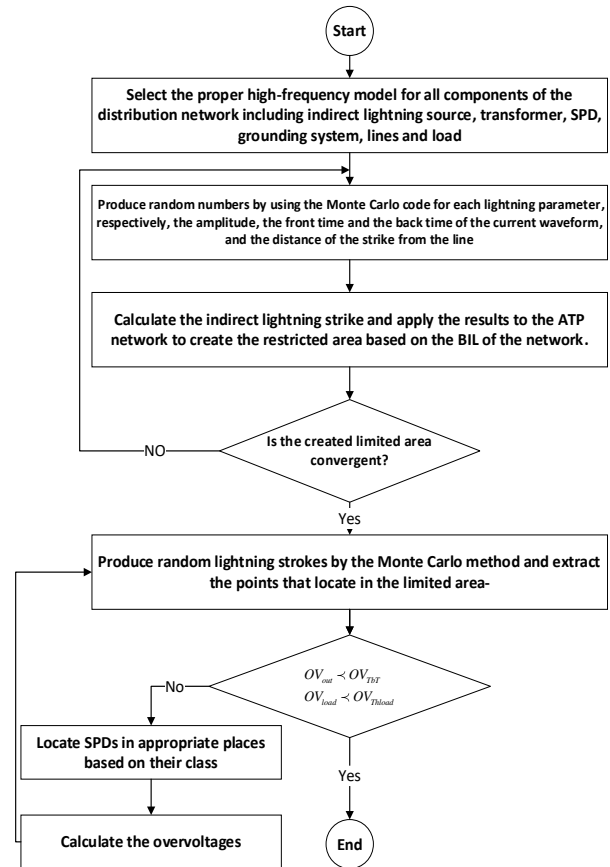 Start
Select the proper high-frequency model for all components of the
distribution network including indirect lightning source, transformer, SPD,
grounding system, lines and load
Produce random numbers by using the Monte Carlo code for each lightning parameter,
respectively, the amplitude, the front time and the back time of the current waveform,
and the distance of the strike from the line
Calculate the indirect lightning strike and apply the results to the ATP
network to create the restricted area based on the BIL of the network.
Is the created limited area
convergent?
NO
Yes
Produce random lightning strokes by the Monte Carlo method and extract
the points that locate in the limited area-
OV_out ≺ OV_TbT
OV_load ≺ OV_Thload
No
Locate SPDs in appropriate places
based on their class
Yes
Calculate the overvoltages
End